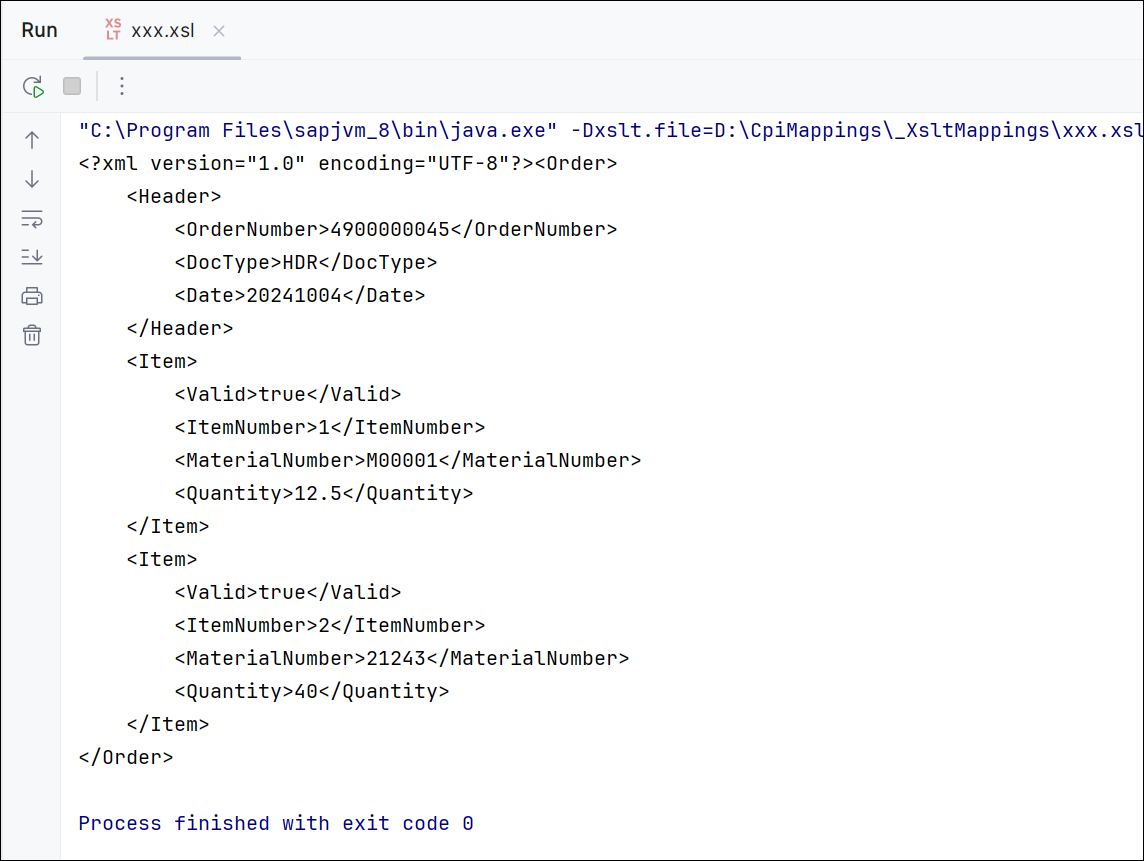 Run
XS
LT
xxx.xsl
"C:\Program Files\sapjvm_8\bin\java.exe" -Dxslt.file=D:\CpiMappings\_XsltMappings\xxx.xsl
<?xml version="1.0" encoding="UTF-8"?><Order>
    <Header>
        <OrderNumber>4900000045</OrderNumber>
        <DocType>HDR</DocType>
        <Date>20241004</Date>
    </Header>
    <Item>
        <Valid>true</Valid>
        <ItemNumber>1</ItemNumber>
        <MaterialNumber>M00001</MaterialNumber>
        <Quantity>12.5</Quantity>
    </Item>
    <Item>
        <Valid>true</Valid>
        <ItemNumber>2</ItemNumber>
        <MaterialNumber>21243</MaterialNumber>
        <Quantity>40</Quantity>
    </Item>
</Order>
Process finished with exit code 0